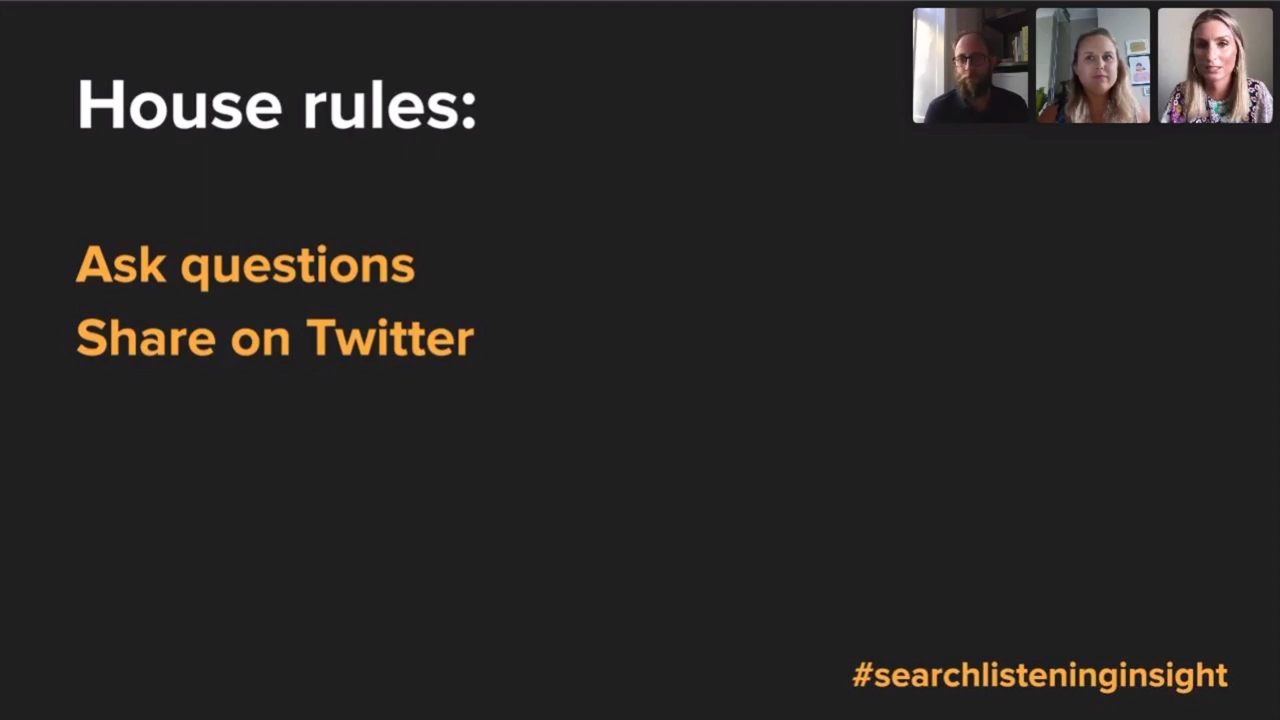 House rules:
Ask questions
Share on Twitter
#searchlisteninginsight